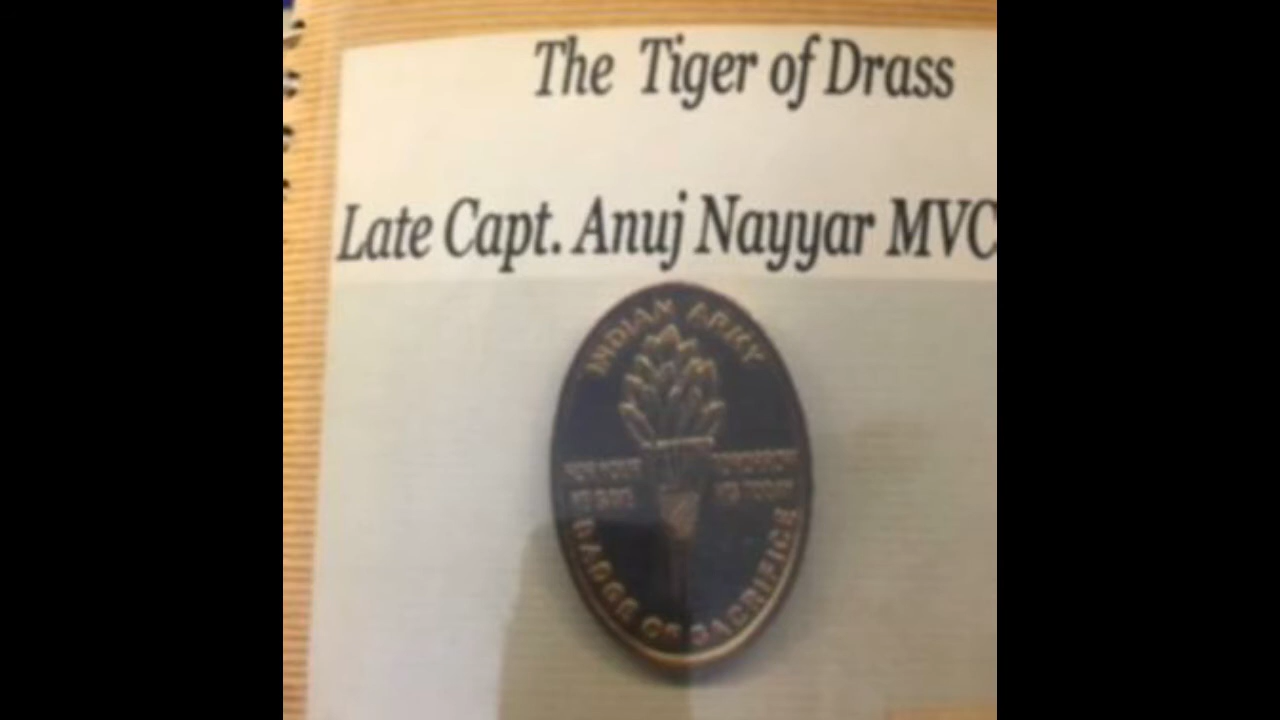 The Tiger of Drass
Late Capt. Anuj Nayyar MVC
INDIAN ARMY
BADGE OF SACRIFICE